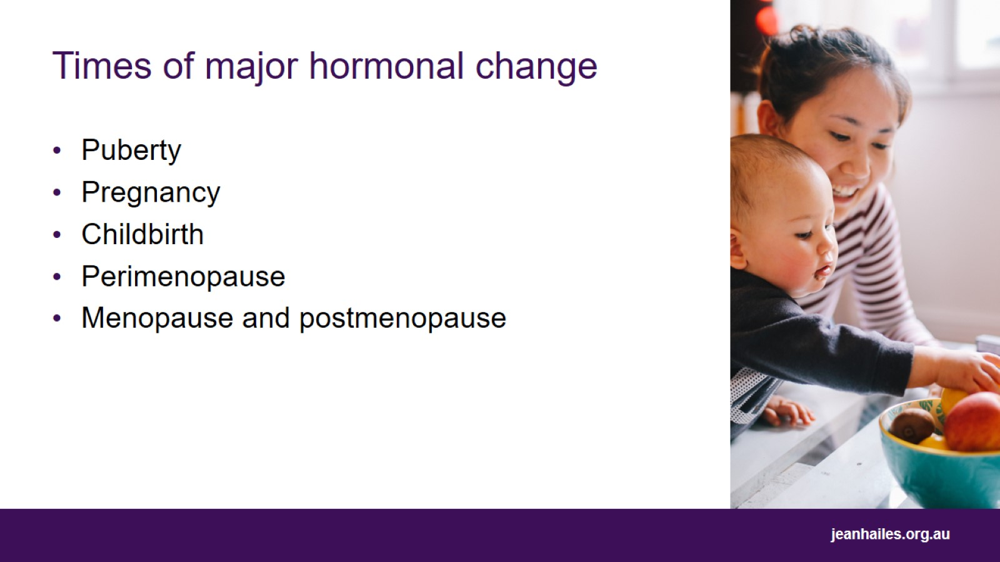 Times of major hormonal change
• Puberty
• Pregnancy
• Childbirth
• Perimenopause
• Menopause and postmenopause
jeanhailes.org.au